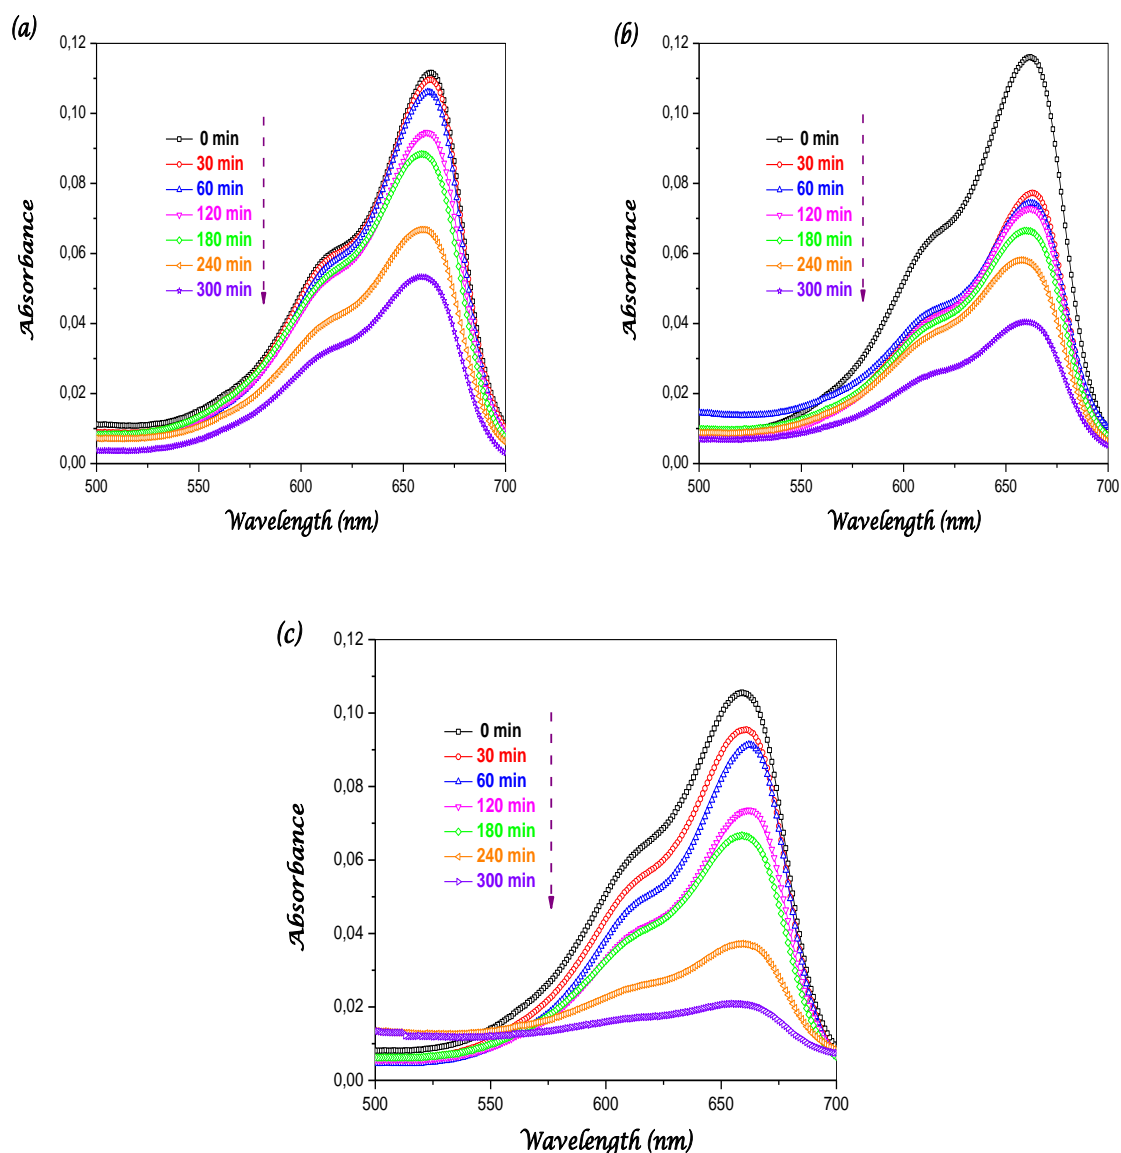 (a)
0,12
0,10
0,08
0,06
0,04
0,02
0,00
Absorbance
0 min
30 min
60 min
120 min
180 min
240 min
300 min
500
550
600
650
700
Wavelength (nm)
(b)
0,12
0,10
0,08
0,06
0,04
0,02
0,00
Absorbance
0 min
30 min
60 min
120 min
180 min
240 min
300 min
500
550
600
650
700
Wavelength (nm)
(c)
0,12
0,10
0,08
0,06
0,04
0,02
0,00
Absorbance
0 min
30 min
60 min
120 min
180 min
240 min
300 min
500
550
600
650
700
Wavelength (nm)